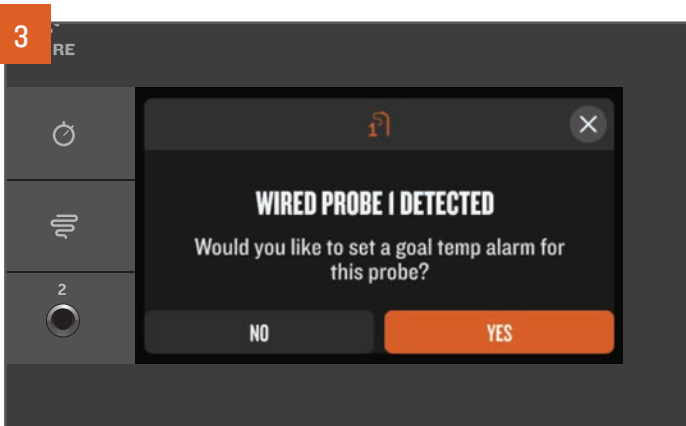 3
RE
1
WIRED PROBE 1 DETECTED
Would you like to set a goal temp alarm for
this probe?
2
NO
YES